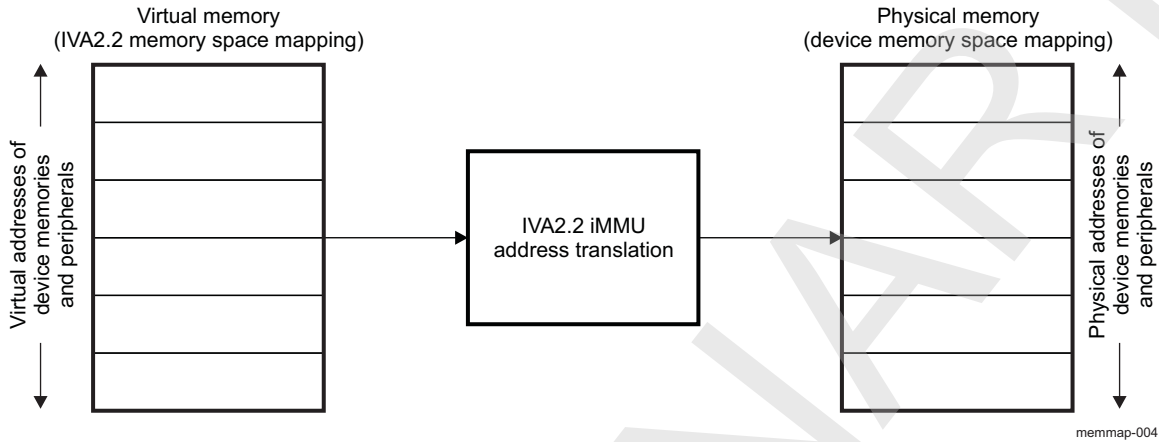 Virtual memory
(IVA2.2 memory space mapping)
Physical memory
(device memory space mapping)
Virtual addresses of
device memories
and peripherals
IVA2.2 iMMU
address translation
Physical addresses of
device memories
and peripherals
memmap-004